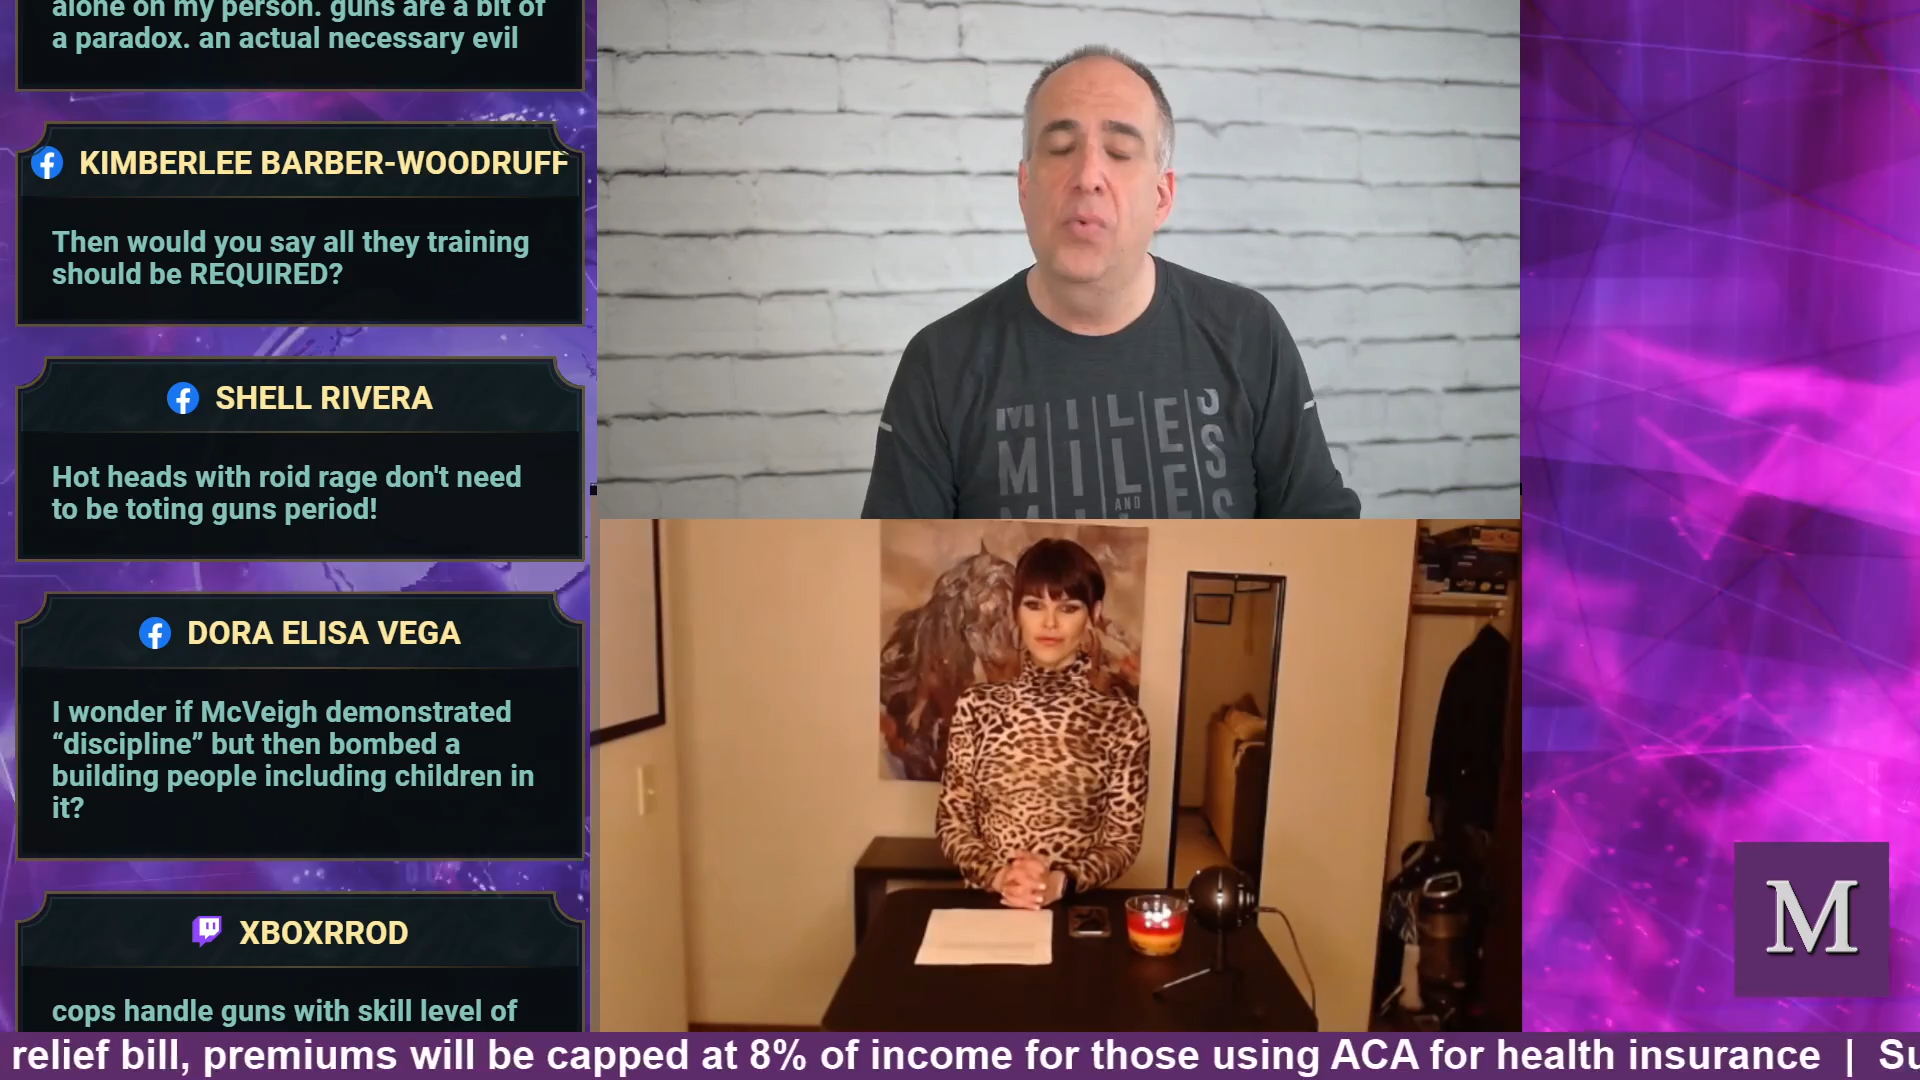 alone on my person. guns are a bit of
a paradox. an actual necessary evil
KIMBERLEE BARBER-WOODRUFF
Then would you say all they training
should be REQUIRED?
SHELL RIVERA
Hot heads with roid rage don't need
to be toting guns period!
DORA ELISA VEGA
I wonder if McVeigh demonstrated
“discipline” but then bombed a
building people including children in
it?
XBOXRROD
cops handle guns with skill level of
MILES
MILES
AND
MILES
M
relief bill, premiums will be capped at 8% of income for those using ACA for health insurance | Su